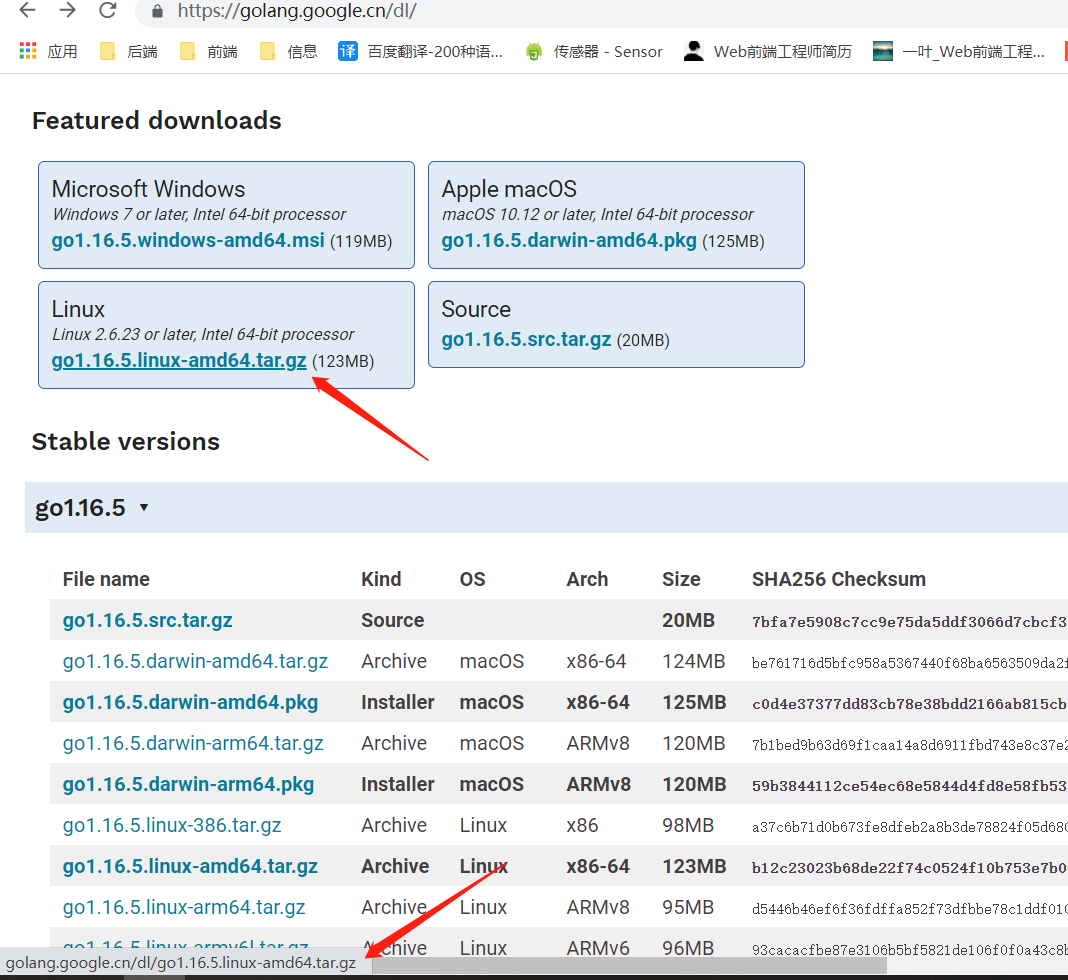 https://golang.google.cn/dl/
应用 后端 前端 信息 译 百度翻译-200种语... 传感器 - Sensor Web前端工程师简历 一叶_Web前端工程...
Featured downloads
Microsoft Windows
Windows 7 or later, Intel 64-bit processor
go1.16.5.windows-amd64.msi (119MB)
Apple macOS
macOS 10.12 or later, Intel 64-bit processor
go1.16.5.darwin-amd64.pkg (125MB)
Linux
Linux 2.6.23 or later, Intel 64-bit processor
go1.16.5.linux-amd64.tar.gz (123MB)
Source
go1.16.5.src.tar.gz (20MB)
Stable versions
go1.16.5 ▾
File name Kind OS Arch Size SHA256 Checksum
go1.16.5.src.tar.gz Source 20MB 7bfa7e5908c7cc9e75da5ddf3066d7cbcf3
go1.16.5.darwin-amd64.tar.gz Archive macOS x86-64 124MB be761716d5bfc958a5367440f68ba6563509da2f
go1.16.5.darwin-amd64.pkg Installer macOS x86-64 125MB c0d4e37377dd83cb78e38bdd2166ab815cb
go1.16.5.darwin-arm64.tar.gz Archive macOS ARMv8 120MB 7b1bed9b63d69f1caa14a8d6911fbd743e8c37e2
go1.16.5.darwin-arm64.pkg Installer macOS ARMv8 120MB 59b3844112ce54ec68e5844d4fd8e58fb53
go1.16.5.linux-386.tar.gz Archive Linux x86 98MB a37c6b71d0b673fe8dfeb2a8b3de78824f05d680
go1.16.5.linux-amd64.tar.gz Archive Linux x86-64 123MB b12c23023b68de22f74c0524f10b753e7b0
go1.16.5.linux-arm64.tar.gz Archive Linux ARMv8 95MB d5446b46ef6f36fdffa852f73dfbbe78c1ddf010
go1.16.5.linux-armv6l.tar.gz Archive Linux ARMv6 96MB 93cacacfbe87e3106b5bf5821de106f0f0a43c8b
golang.google.cn/dl/go1.16.5.linux-amd64.tar.gz